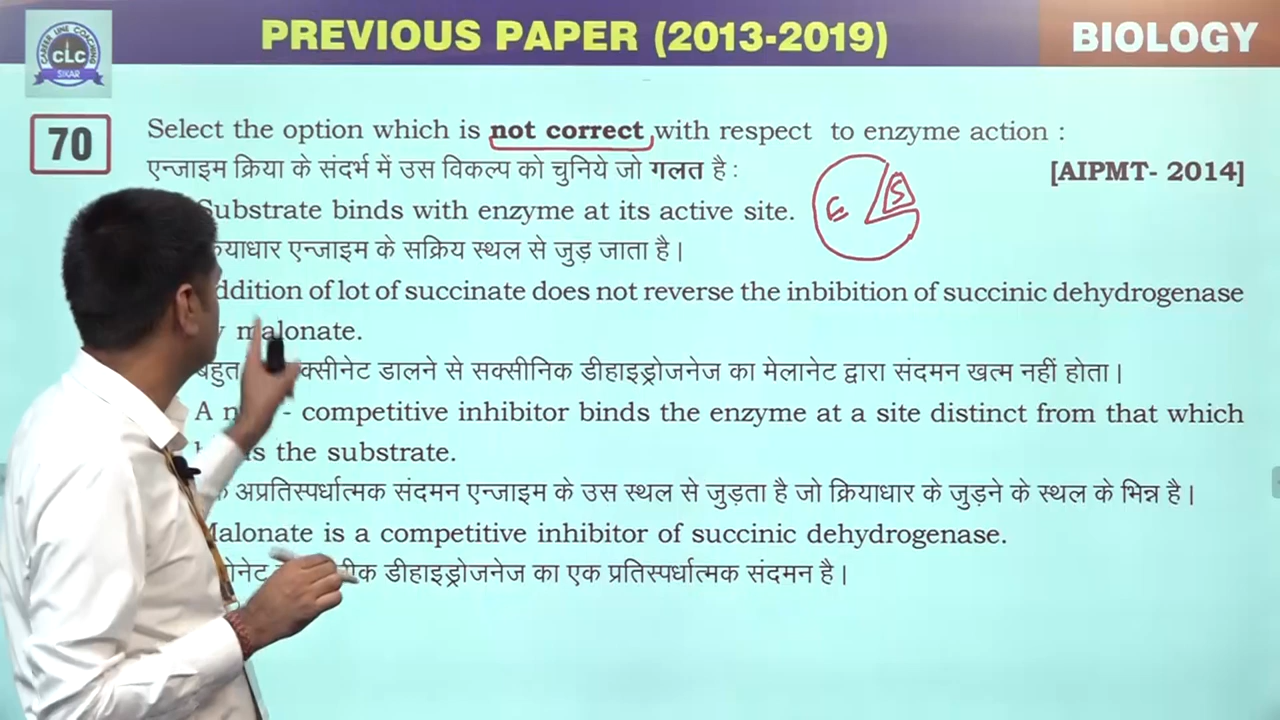 PREVIOUS PAPER (2013-2019)
BIOLOGY
CAREER LINE COACHING
CLC
SIKAR
70
Select the option which is not correct with respect to enzyme action :
एन्जाइम क्रिया के संदर्भ में उस विकल्प को चुनिये जो गलत है :
[AIPMT- 2014]
E S
Substrate binds with enzyme at its active site.
एन्जाइम के सक्रिय स्थल से जुड़ जाता है।
of lot of succinate does not reverse the inbibition of succinic dehydrogenase
malonate.
बहुत डालने से सक्सीनिक डीहाइड्रोजनेज का मेलानेट द्वारा संदमन खत्म नहीं होता।
A - competitive inhibitor binds the enzyme at a site distinct from that which
the substrate.
अप्रतिस्पर्धात्मक संदमन एन्जाइम के उस स्थल से जुड़ता है जो क्रियाधार के जुड़ने के स्थल के भिन्न है।
Malonate is a competitive inhibitor of succinic dehydrogenase.
डीहाइड्रोजनेज का एक प्रतिस्पर्धात्मक संदमन है।